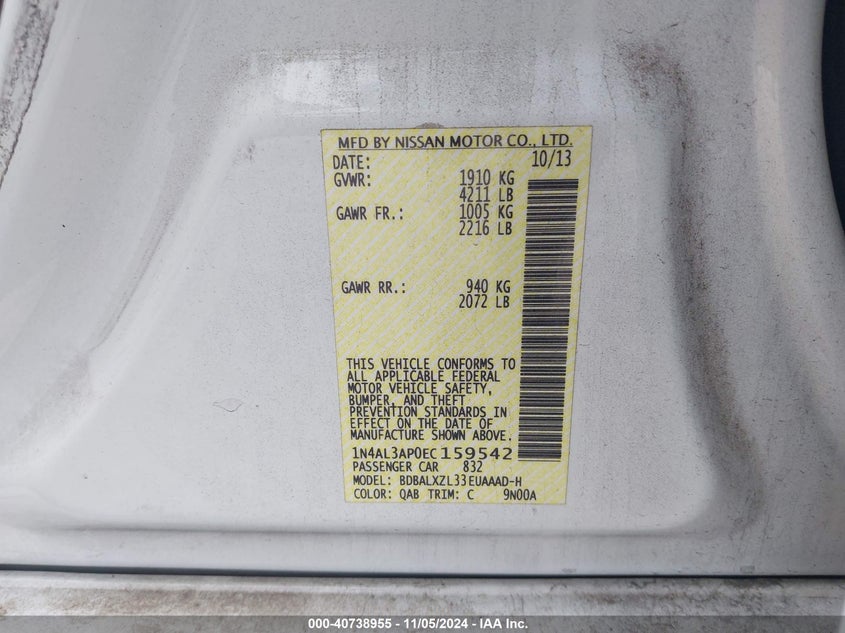 MFD BY NISSAN MOTOR CO., LTD.
DATE: 10/13
GVWR: 1910 KG
4211 LB
GAWR FR.: 1005 KG
2216 LB
GAWR RR.: 940 KG
2072 LB
THIS VEHICLE CONFORMS TO
ALL APPLICABLE FEDERAL
MOTOR VEHICLE SAFETY,
BUMPER, AND THEFT
PREVENTION STANDARDS IN
EFFECT ON THE DATE OF
MANUFACTURE SHOWN ABOVE.
1N4AL3AP0EC159542
PASSENGER CAR 832
MODEL: BDBALXZL33EUAAAD-H
COLOR: QAB TRIM: C 9N00A
000-40738955 - 11/05/2024 - IAA Inc.